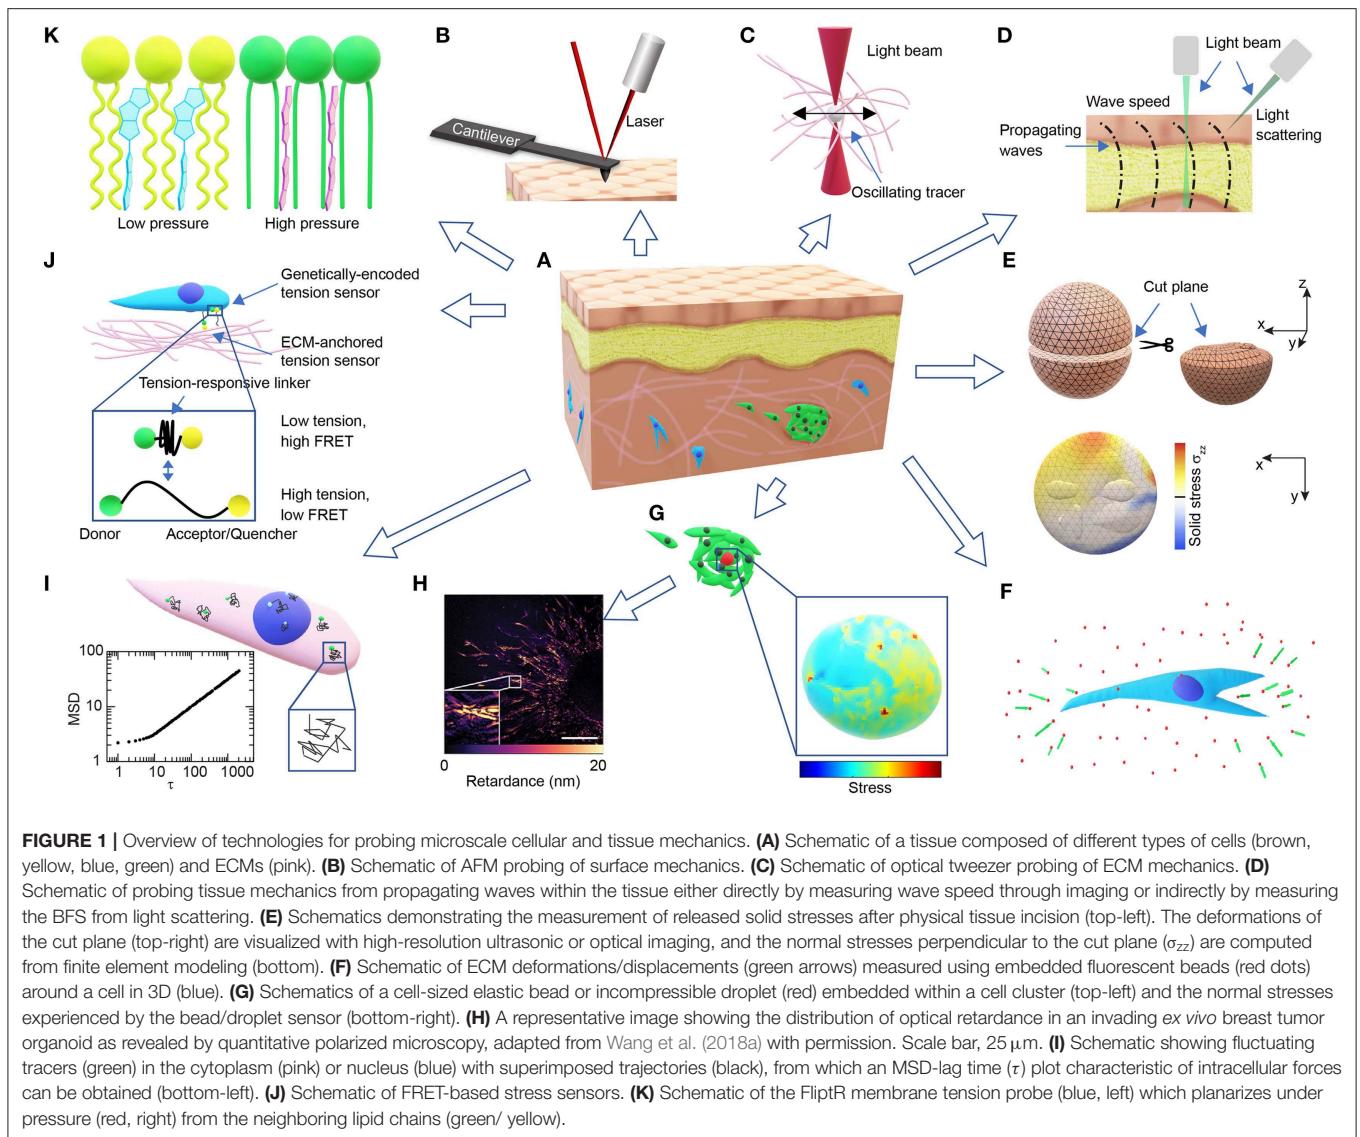 K
Low pressure
High pressure
B
Cantilever
Laser
C
Light beam
Oscillating tracer
D
Light beam
Wave speed
Propagating
waves
Light
scattering
J
Genetically-encoded
tension sensor
ECM-anchored
tension sensor
Tension-responsive linker
Low tension,
high FRET
High tension,
low FRET
Donor
Acceptor/Quencher
A
E
Cut plane
z
x
y
Solid stress σzz
x
y
I
MSD
100
10
1
1
10
100
1000
τ
H
0
20
Retardance (nm)
G
Stress
F
FIGURE 1 | Overview of technologies for probing microscale cellular and tissue mechanics. (A) Schematic of a tissue composed of different types of cells (brown,
yellow, blue, green) and ECMs (pink). (B) Schematic of AFM probing of surface mechanics. (C) Schematic of optical tweezer probing of ECM mechanics. (D)
Schematic of probing tissue mechanics from propagating waves within the tissue either directly by measuring wave speed through imaging or indirectly by measuring
the BFS from light scattering. (E) Schematics demonstrating the measurement of released solid stresses after physical tissue incision (top-left). The deformations of
the cut plane (top-right) are visualized with high-resolution ultrasonic or optical imaging, and the normal stresses perpendicular to the cut plane (σzz) are computed
from finite element modeling (bottom). (F) Schematic of ECM deformations/displacements (green arrows) measured using embedded fluorescent beads (red dots)
around a cell in 3D (blue). (G) Schematics of a cell-sized elastic bead or incompressible droplet (red) embedded within a cell cluster (top-left) and the normal stresses
experienced by the bead/droplet sensor (bottom-right). (H) A representative image showing the distribution of optical retardance in an invading ex vivo breast tumor
organoid as revealed by quantitative polarized microscopy, adapted from Wang et al. (2018a) with permission. Scale bar, 25 μm. (I) Schematic showing fluctuating
tracers (green) in the cytoplasm (pink) or nucleus (blue) with superimposed trajectories (black), from which an MSD-lag time (τ) plot characteristic of intracellular forces
can be obtained (bottom-left). (J) Schematic of FRET-based stress sensors. (K) Schematic of the FliptR membrane tension probe (blue, left) which planarizes under
pressure (red, right) from the neighboring lipid chains (green/ yellow).